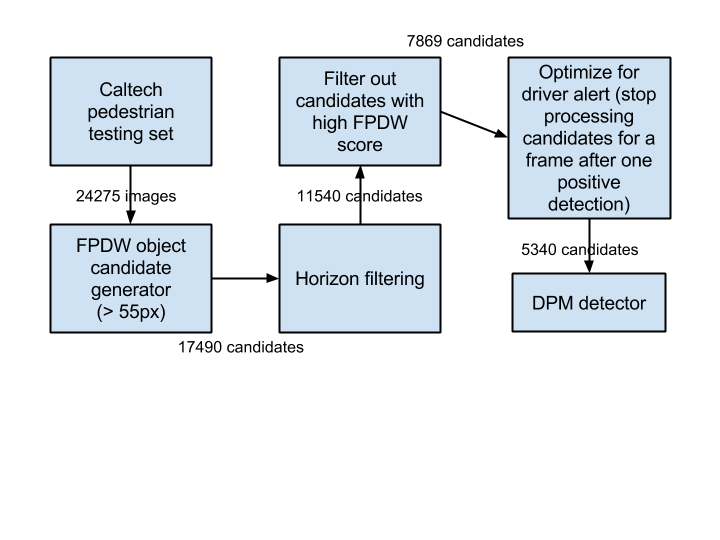 Caltech
pedestrian
testing set
24275 images
FPDW object
candidate
generator
(> 55px)
17490 candidates
Horizon filtering
11540 candidates
Filter out
candidates with
high FPDW
score
7869 candidates
Optimize for
driver alert (stop
processing
candidates for a
frame after one
positive
detection)
5340 candidates
DPM detector